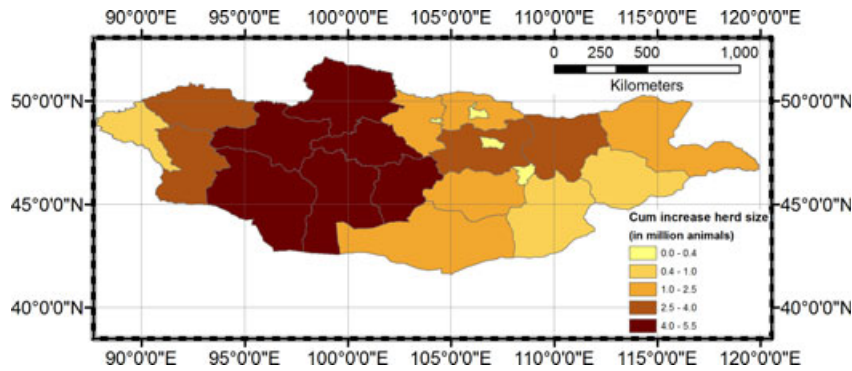 90°0'0"E 95°0'0"E 100°0'0"E 105°0'0"E 110°0'0"E 115°0'0"E 120°0'0"E
0 250 500 1,000
Kilometers
50°0'0"N 50°0'0"N
45°0'0"N 45°0'0"N
Cum increase herd size
(in million animals)
0.0 - 0.4
0.4 - 1.0
1.0 - 2.5
2.5 - 4.0
4.0 - 5.5
40°0'0"N 40°0'0"N
90°0'0"E 95°0'0"E 100°0'0"E 105°0'0"E 110°0'0"E 115°0'0"E 120°0'0"E